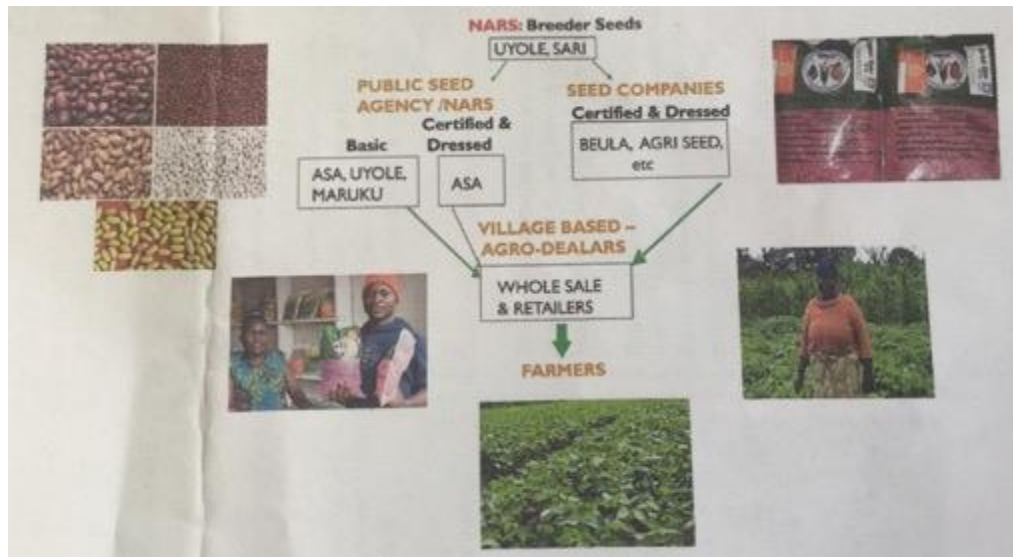 NARS: Breeder Seeds
UYOLE, SARI
PUBLIC SEED
AGENCY /NARS
Basic
Certified &
Dressed
ASA, UYOLE,
MARUKU
ASA
SEED COMPANIES
Certified & Dressed
BEULA, AGRI SEED,
etc
VILLAGE BASED –
AGRO-DEALARS
WHOLE SALE
& RETAILERS
FARMERS